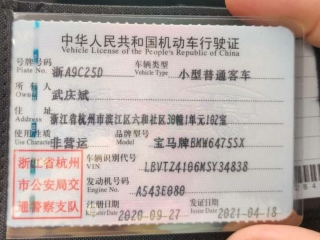 中华人民共和国机动车行驶证
Vehicle License of the People's Republic of China
号牌号码 浙A9C25D 车辆类型 小型普通客车
Plate No. Vehicle Type
所有人 武庆斌
Owner
住址 浙江省杭州市滨江区六和社区30幢1单元102室
Address
使用性质 非营运 品牌型号 宝马牌BMW6475SX
Use Character Model
浙江省杭州
市公安局交
通警察支队
车辆识别代号 LBVTZ4106MSY34838
VIN
发动机号码 A543E080
Engine No.
注册日期 2020-09-27 发证日期 2021-04-18
Register Date Issue Date